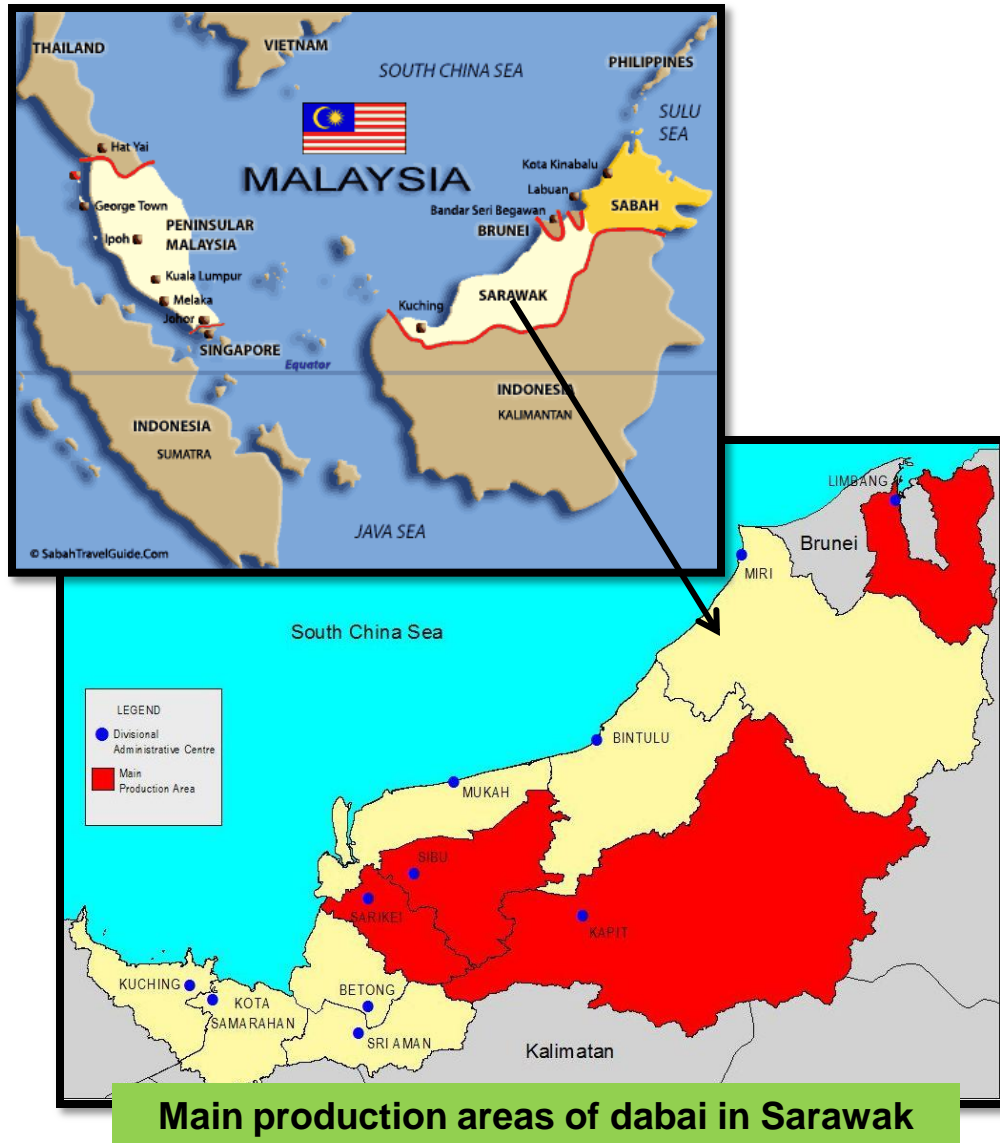 THAILAND
VIETNAM
SOUTH CHINA SEA
PHILIPPINES
SULU
SEA
Hat Yai
MALAYSIA
Kota Kinabalu
Labuan
George Town
Bandar Seri Begawan
SABAH
BRUNEI
PENINSULAR
MALAYSIA
Ipoh
Kuala Lumpur
Melaka
Johor
Kuching
SARAWAK
SINGAPORE
Equator
INDONESIA
KALIMANTAN
INDONESIA
SUMATRA
JAVA SEA
© SabahTravelGuide.Com
LIMBANG
Brunei
MIRI
South China Sea
LEGEND
Divisional
Administrative Centre
Main
Production Area
BINTULU
MUKAH
SIBU
SARIKEI
KAPIT
KUCHING
KOTA
SAMARAHAN
BETONG
SRI AMAN
Kalimatan
Main production areas of dabai in Sarawak